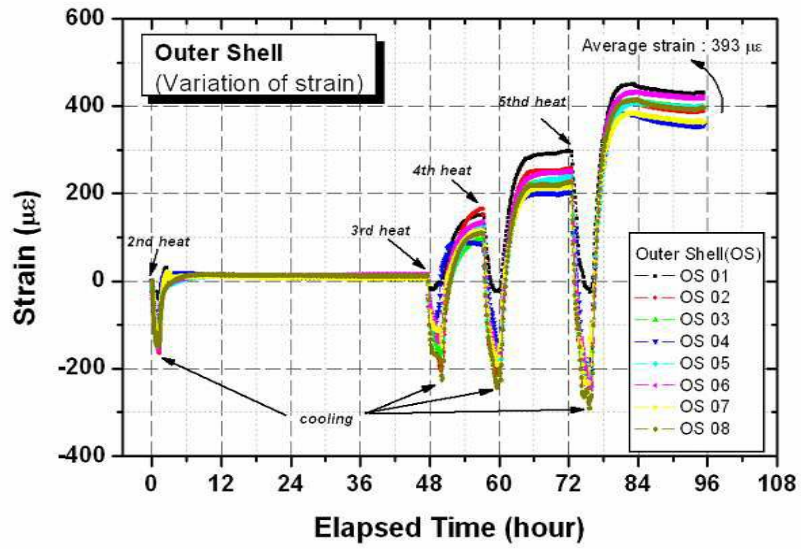 600
400
200
0
-200
-400
Strain (με)
Outer Shell
(Variation of strain)
Average strain : 393 με
5thd heat
4th heat
3rd heat
2nd heat
cooling
Outer Shell(OS)
OS 01
OS 02
OS 03
OS 04
OS 05
OS 06
OS 07
OS 08
0 12 24 36 48 60 72 84 96 108
Elapsed Time (hour)